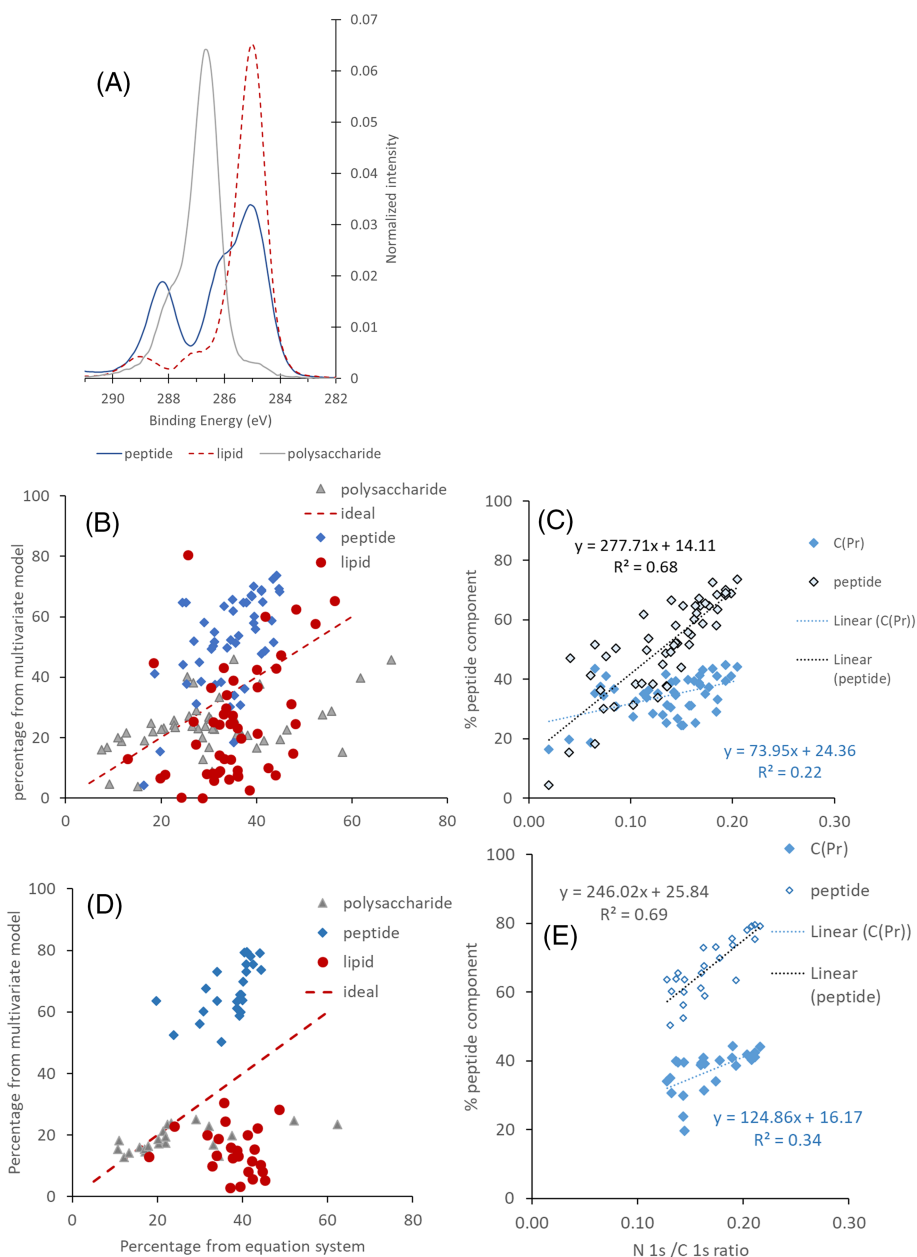 (A)
0.07
0.06
0.05
0.04
0.03
0.02
0.01
0
Normalized intensity
290 288 286 284 282
Binding Energy (eV)
peptide lipid polysaccharide
(B)
percentage from multivariate model
100
80
60
40
20
0
0 20 40 60 80
polysaccharide
ideal
peptide
lipid
(C)
% peptide component
100
80
60
40
20
0
0.00 0.10 0.20 0.30
y = 277.71x + 14.11
R² = 0.68
C(Pr)
peptide
Linear (C(Pr))
Linear
(peptide)
y = 73.95x + 24.36
R² = 0.22
(D)
Percentage from multivariate model
100
80
60
40
20
0
0 20 40 60 80
Percentage from equation system
polysaccharide
peptide
lipid
ideal
(E)
% peptide component
100
80
60
40
20
0
0.00 0.10 0.20 0.30
N 1s /C 1s ratio
y = 246.02x + 25.84
R² = 0.69
C(Pr)
peptide
Linear (C(Pr))
Linear
(peptide)
y = 124.86x + 16.17
R² = 0.34